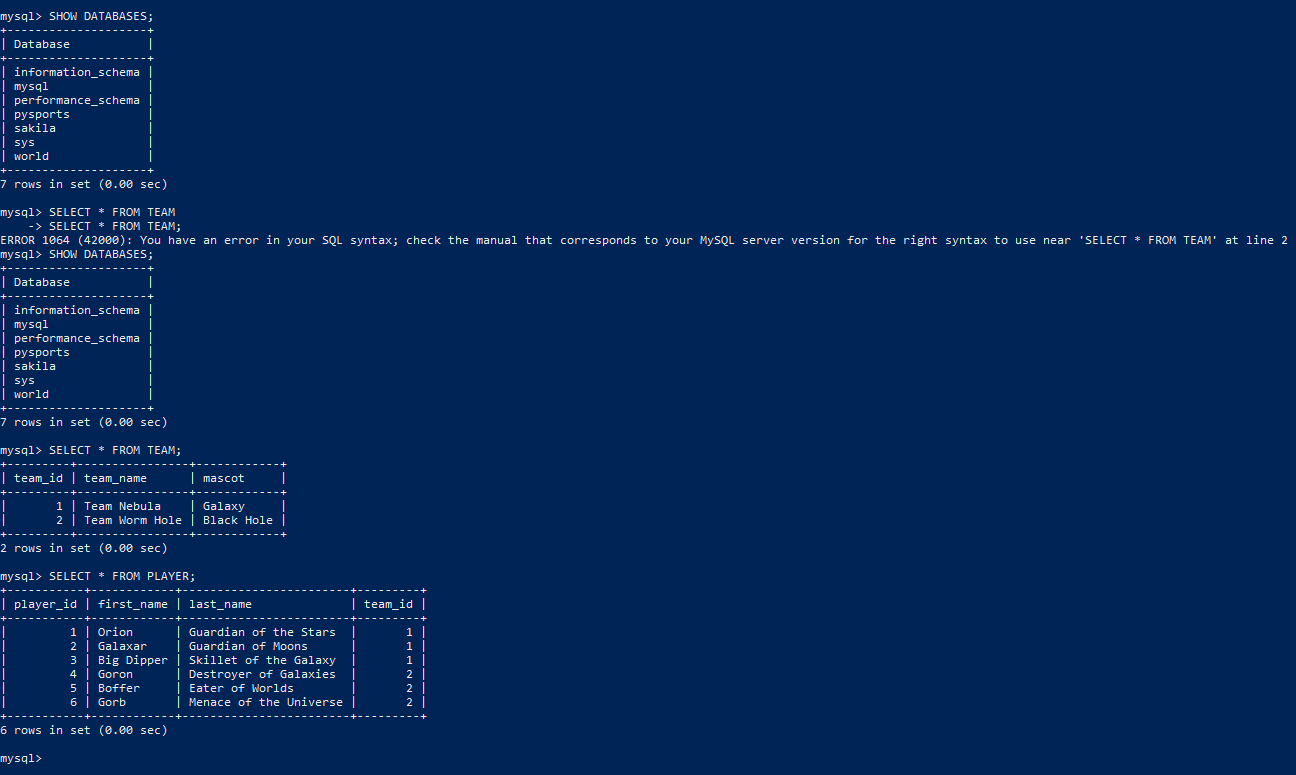 mysql> SHOW DATABASES;
+--------------------+
| Database           |
+--------------------+
| information_schema |
| mysql              |
| performance_schema |
| pysports           |
| sakila             |
| sys                |
| world              |
+--------------------+
7 rows in set (0.00 sec)

mysql> SELECT * FROM TEAM
    -> SELECT * FROM TEAM;
ERROR 1064 (42000): You have an error in your SQL syntax; check the manual that corresponds to your MySQL server version for the right syntax to use near 'SELECT * FROM TEAM' at line 2
mysql> SHOW DATABASES;
+--------------------+
| Database           |
+--------------------+
| information_schema |
| mysql              |
| performance_schema |
| pysports           |
| sakila             |
| sys                |
| world              |
+--------------------+
7 rows in set (0.00 sec)

mysql> SELECT * FROM TEAM;
+---------+----------------+------------+
| team_id | team_name      | mascot     |
+---------+----------------+------------+
|       1 | Team Nebula    | Galaxy     |
|       2 | Team Worm Hole | Black Hole |
+---------+----------------+------------+
2 rows in set (0.00 sec)

mysql> SELECT * FROM PLAYER;
+-----------+------------+------------------------+---------+
| player_id | first_name | last_name              | team_id |
+-----------+------------+------------------------+---------+
|         1 | Orion      | Guardian of the Stars  |       1 |
|         2 | Galaxar    | Guardian of Moons      |       1 |
|         3 | Big Dipper | Skillet of the Galaxy  |       1 |
|         4 | Goron      | Destroyer of Galaxies  |       2 |
|         5 | Boffer     | Eater of Worlds        |       2 |
|         6 | Gorb       | Menace of the Universe |       2 |
+-----------+------------+------------------------+---------+
6 rows in set (0.00 sec)

mysql>